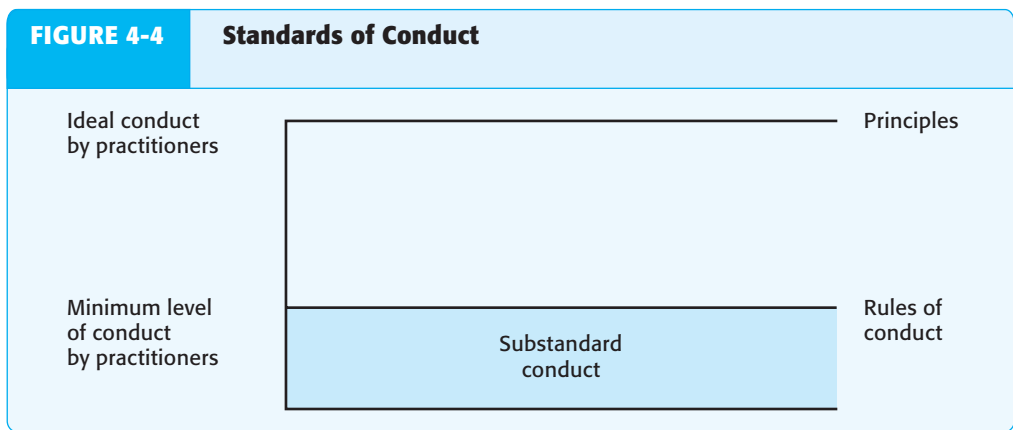 FIGURE 4-4 Standards of Conduct
Ideal conduct
by practitioners
Principles
Minimum level
of conduct
by practitioners
Substandard
conduct
Rules of
conduct